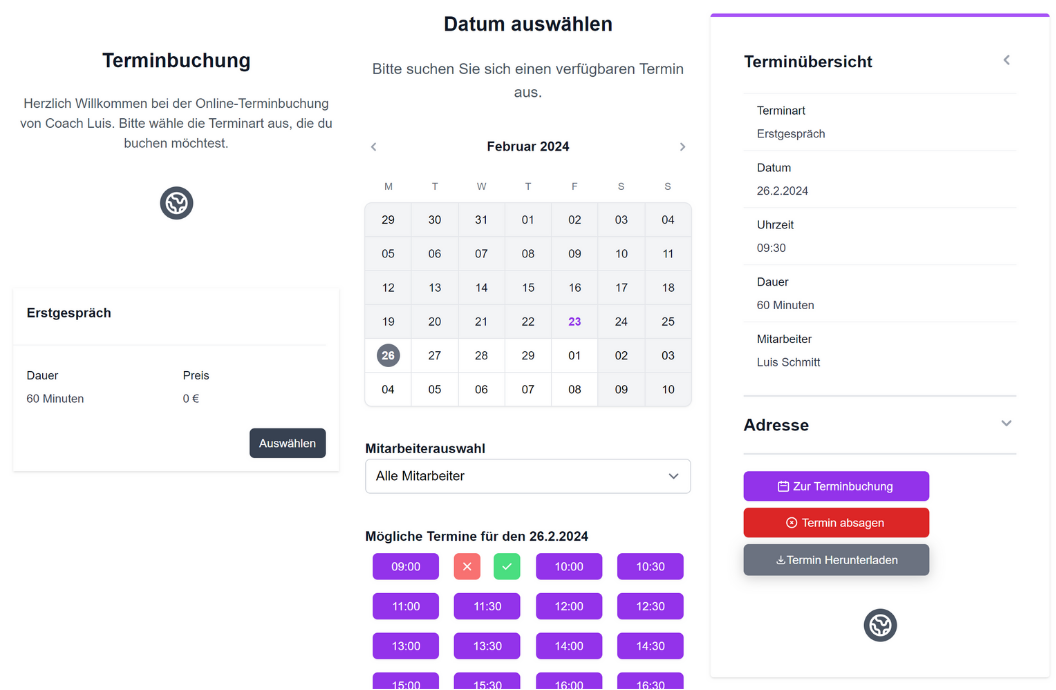 Terminbuchung
Herzlich Willkommen bei der Online-Terminbuchung
von Coach Luis. Bitte wähle die Terminart aus, die du
buchen möchtest.
Erstgespräch
Dauer Preis
60 Minuten 0 €
Auswählen
Datum auswählen
Bitte suchen Sie sich einen verfügbaren Termin
aus.
Februar 2024
M T W T F S S
29 30 31 01 02 03 04
05 06 07 08 09 10 11
12 13 14 15 16 17 18
19 20 21 22 23 24 25
26 27 28 29 01 02 03
04 05 06 07 08 09 10
Mitarbeiterauswahl
Alle Mitarbeiter
Mögliche Termine für den 26.2.2024
09:00 10:00 10:30
11:00 11:30 12:00 12:30
13:00 13:30 14:00 14:30
15:00 15:30 16:00 16:30
Terminübersicht
Terminart
Erstgespräch
Datum
26.2.2024
Uhrzeit
09:30
Dauer
60 Minuten
Mitarbeiter
Luis Schmitt
Adresse
Zur Terminbuchung
Termin absagen
Termin Herunterladen